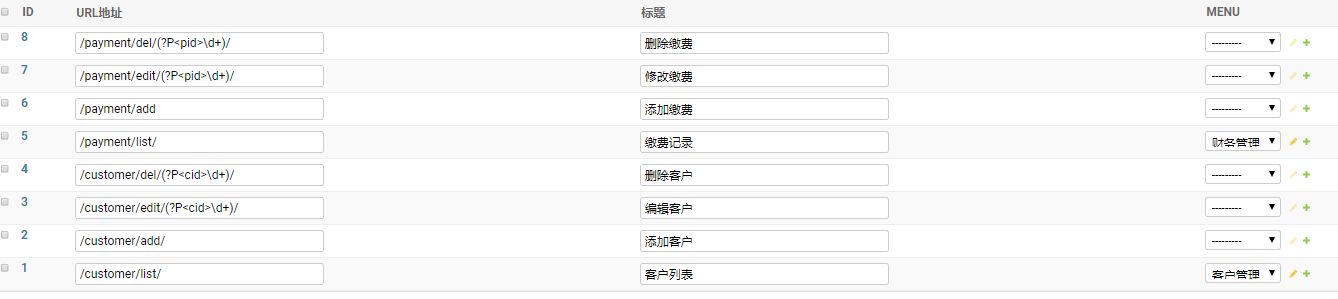 ID URL地址 标题 MENU
8 /payment/del/(?P<pid>\d+)/ 删除缴费 ---------
7 /payment/edit/(?P<pid>\d+)/ 修改缴费 ---------
6 /payment/add 添加缴费 ---------
5 /payment/list/ 缴费记录 财务管理
4 /customer/del/(?P<cid>\d+)/ 删除客户 ---------
3 /customer/edit/(?P<cid>\d+)/ 编辑客户 ---------
2 /customer/add/ 添加客户 ---------
1 /customer/list/ 客户列表 客户管理